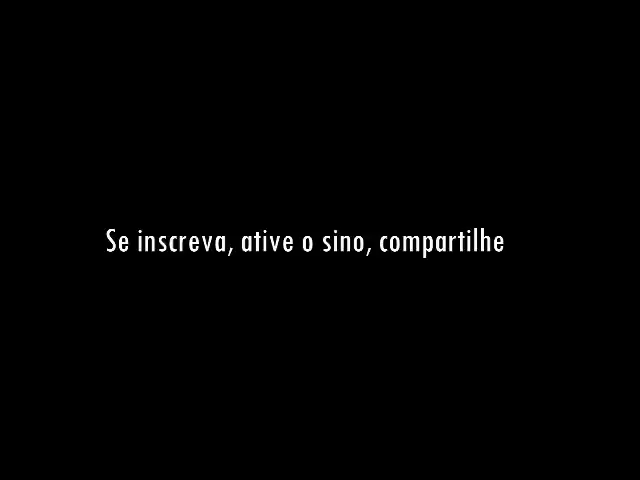 Se inscreva, ative o sino, compartilhe